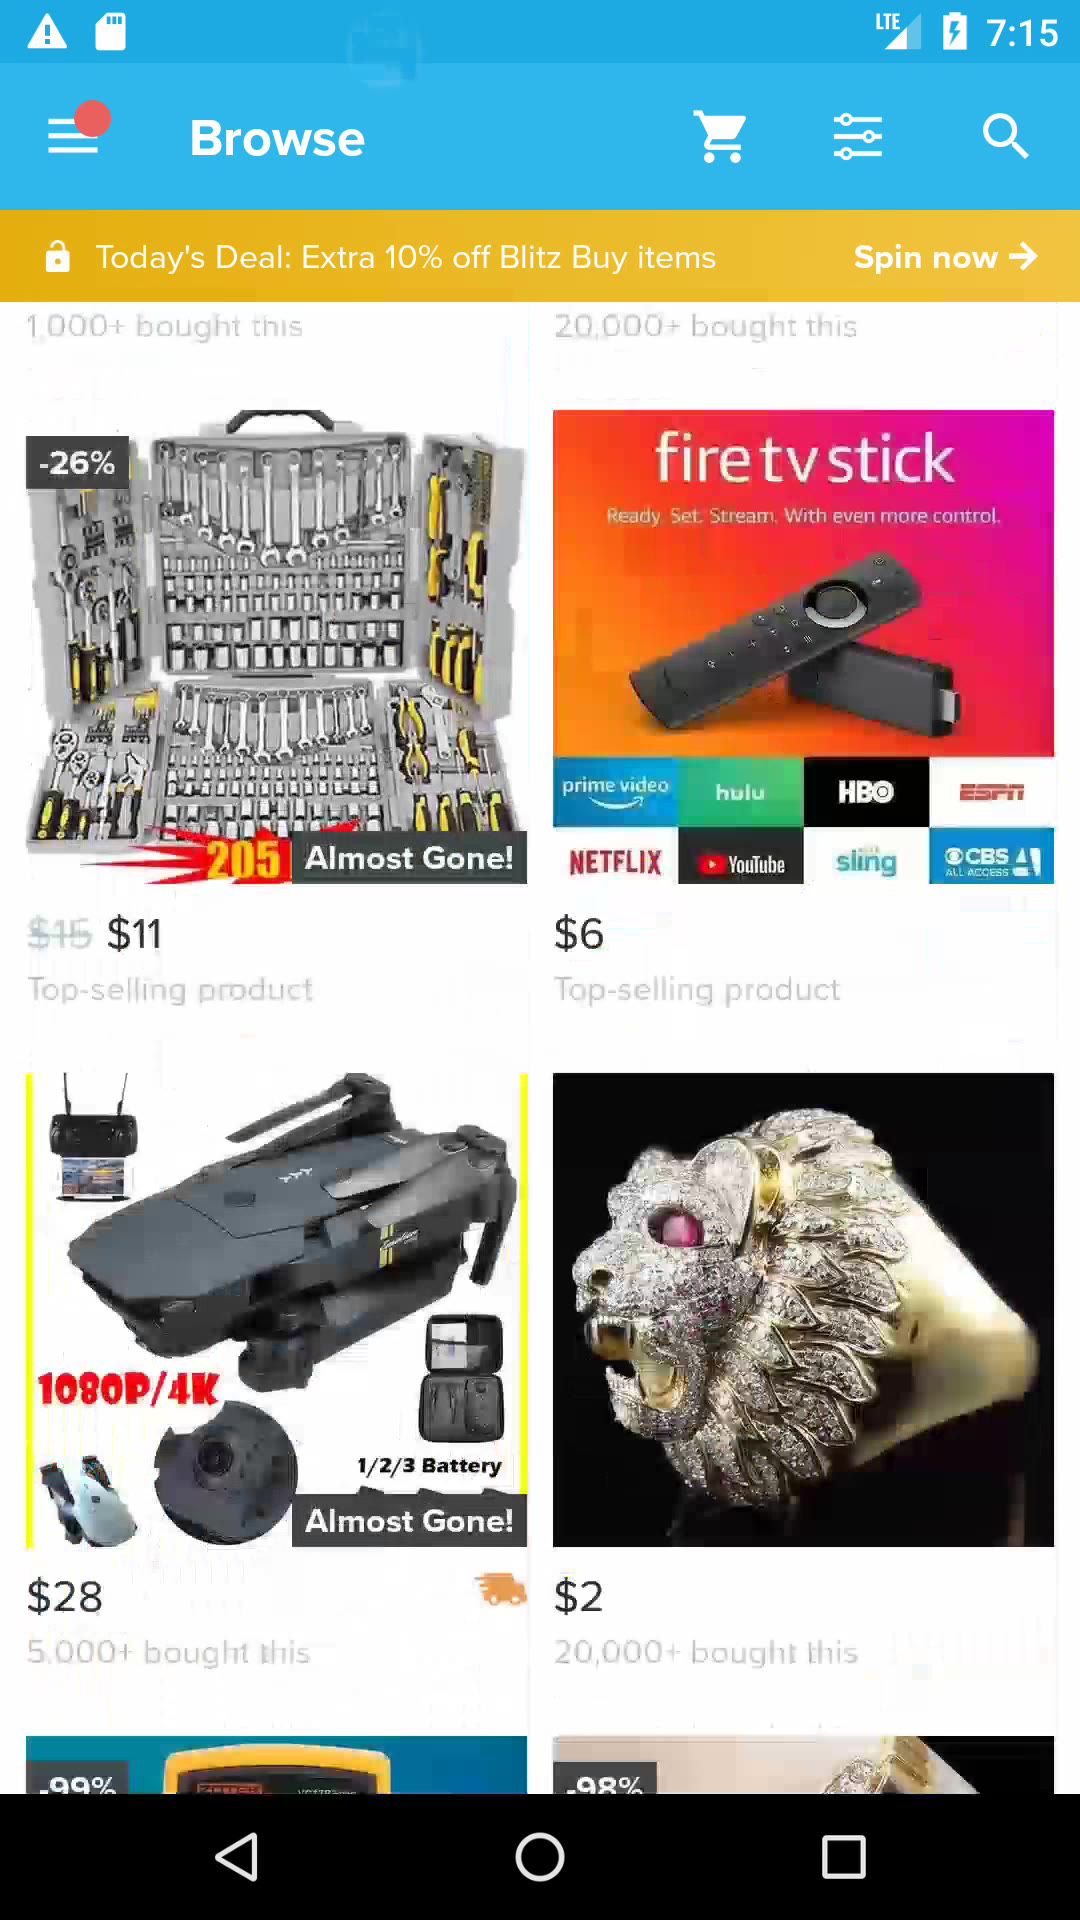 LTE 7:15
Browse
Today's Deal: Extra 10% off Blitz Buy items Spin now
1,000+ bought this
20,000+ bought this
-26%
205
Almost Gone!
fire tv stick
Ready. Set. Stream. With even more control.
prime video
hulu
HBO
ESPN
NETFLIX
YouTube
sling
CBS
ALL ACCESS
$15 $11
Top-selling product
$6
Top-selling product
1080P/4K
1/2/3 Battery
Almost Gone!
$28
5,000+ bought this
$2
20,000+ bought this
-99%
-98%